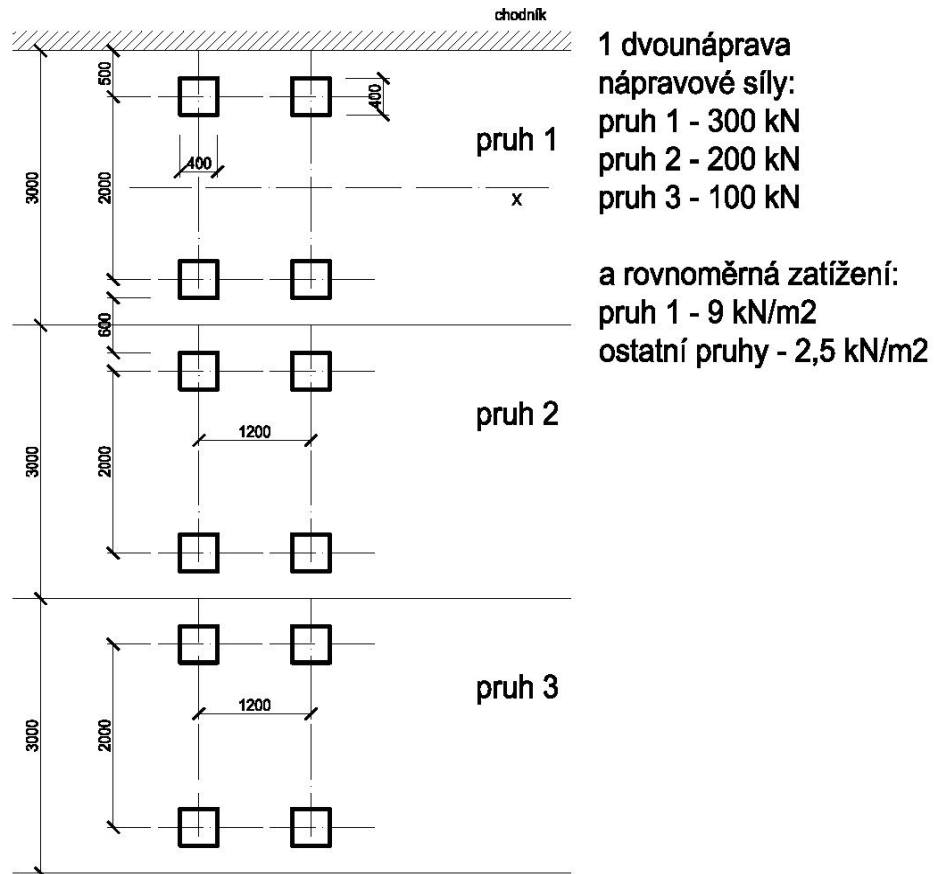 chodník
1 dvounáprava
nápravové síly:
pruh 1 - 300 kN
pruh 2 - 200 kN
pruh 3 - 100 kN
a rovnoměrná zatížení:
pruh 1 - 9 kN/m2
ostatní pruhy - 2,5 kN/m2
500
400
pruh 1
400
3000
2000
x
600
pruh 2
1200
3000
2000
pruh 3
1200
3000
2000